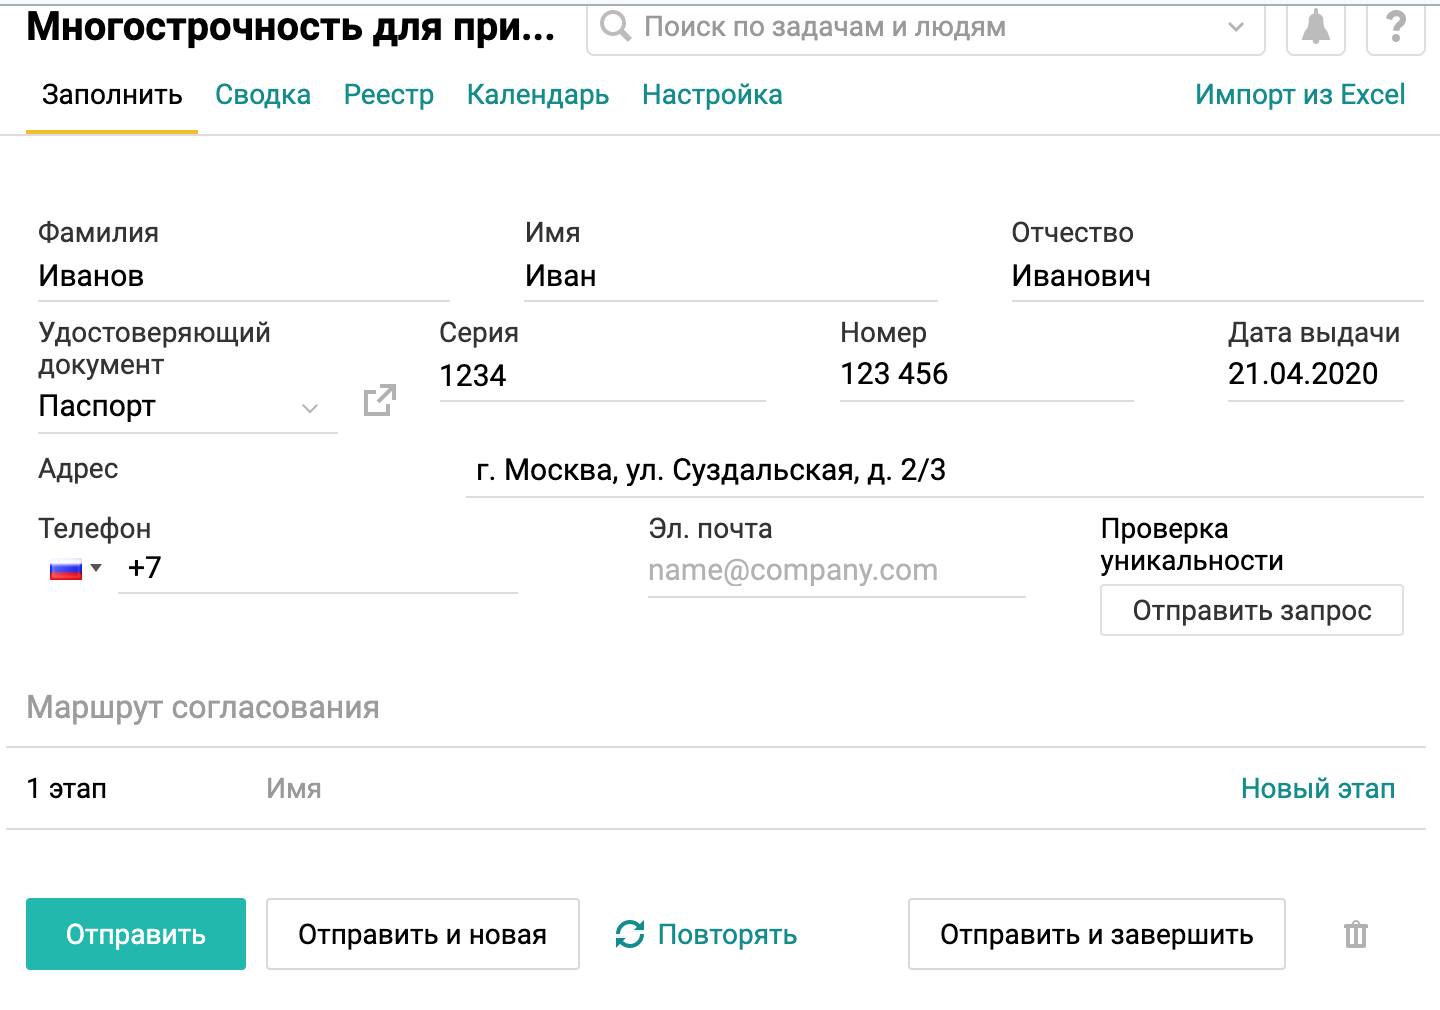 Многострочность для при...
Поиск по задачам и людям
?
Заполнить Сводка Реестр Календарь Настройка Импорт из Excel
Фамилия Имя Отчество
Иванов Иван Иванович
Удостоверяющий документ Серия Номер Дата выдачи
Паспорт 1234 123 456 21.04.2020
Адрес г. Москва, ул. Суздальская, д. 2/3
Телефон Эл. почта Проверка уникальности
+7 name@company.com Отправить запрос
Маршрут согласования
1 этап Имя Новый этап
Отправить Отправить и новая Повторять Отправить и завершить